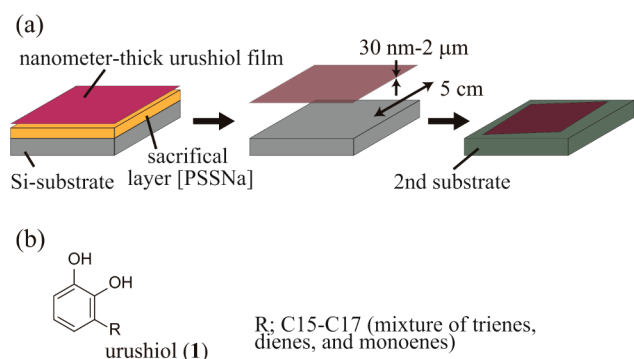 (a)
nanometer-thick urushiol film
30 nm-2 μm
5 cm
Si-substrate
sacrifical
layer [PSSNa]
2nd substrate
(b)
OH
OH
R
urushiol (1)
R; C15-C17 (mixture of trienes,
dienes, and monoenes)